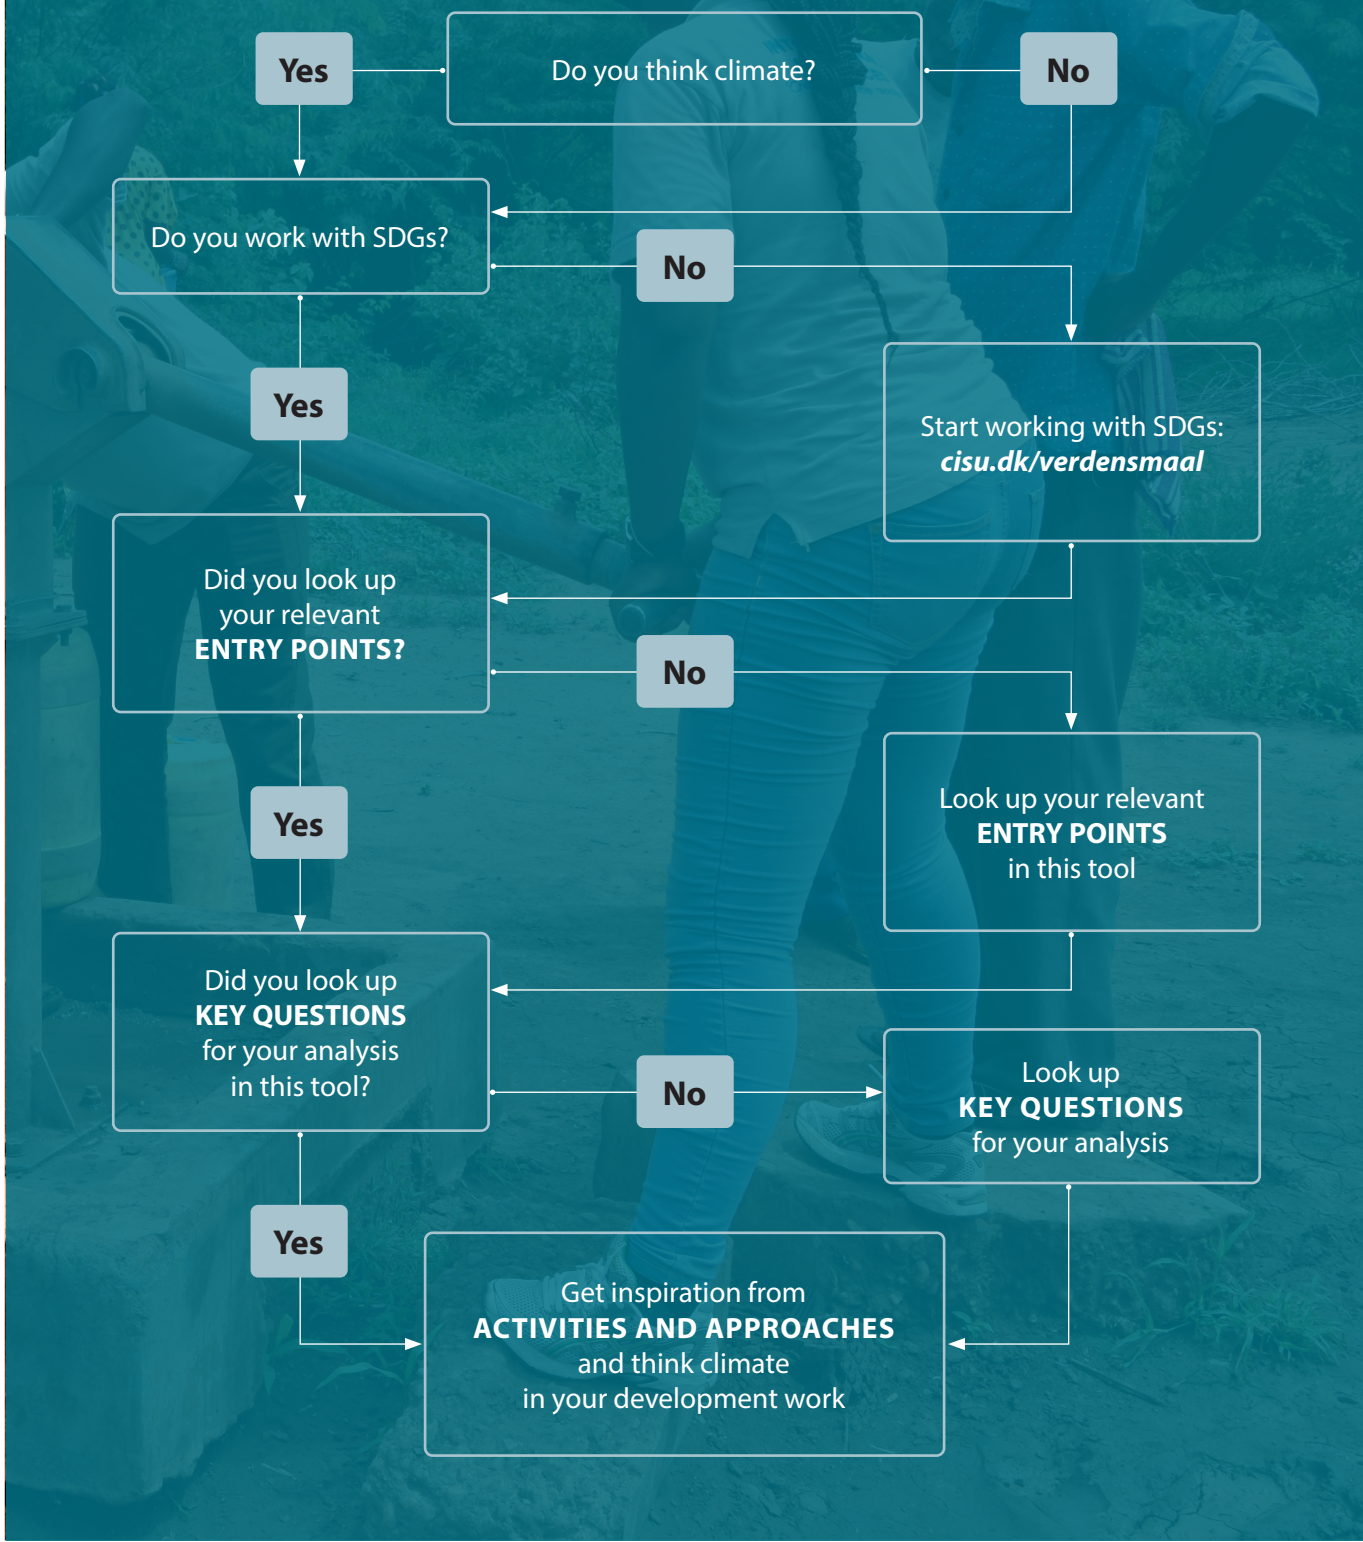 Yes
Do you think climate?
No
Do you work with SDGs?
No
Yes
Start working with SDGs:
cisu.dk/verdensmaal
Did you look up
your relevant
ENTRY POINTS?
No
Yes
Look up your relevant
ENTRY POINTS
in this tool
Did you look up
KEY QUESTIONS
for your analysis
in this tool?
No
Look up
KEY QUESTIONS
for your analysis
Yes
Get inspiration from
ACTIVITIES AND APPROACHES
and think climate
in your development work